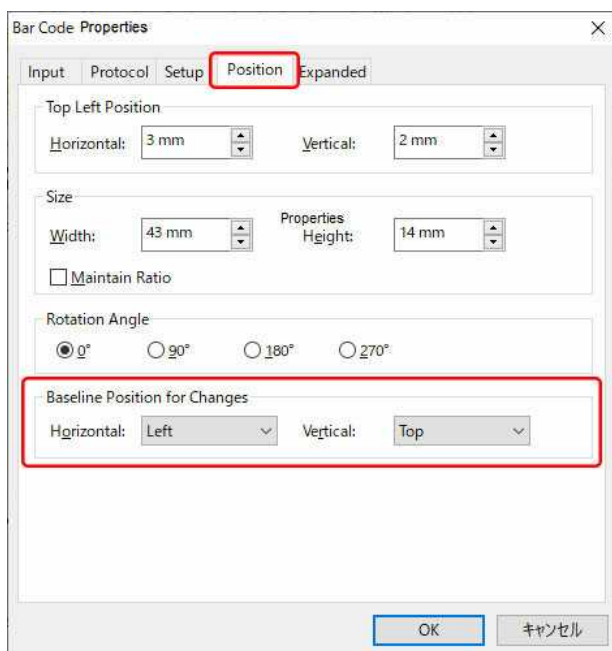 Bar Code Properties
Input Protocol Setup Position Expanded
Top Left Position
Horizontal: 3 mm Vertical: 2 mm
Size
Properties
Width: 43 mm Height: 14 mm
Maintain Ratio
Rotation Angle
0° 90° 180° 270°
Baseline Position for Changes
Horizontal: Left Vertical: Top
OK キャンセル